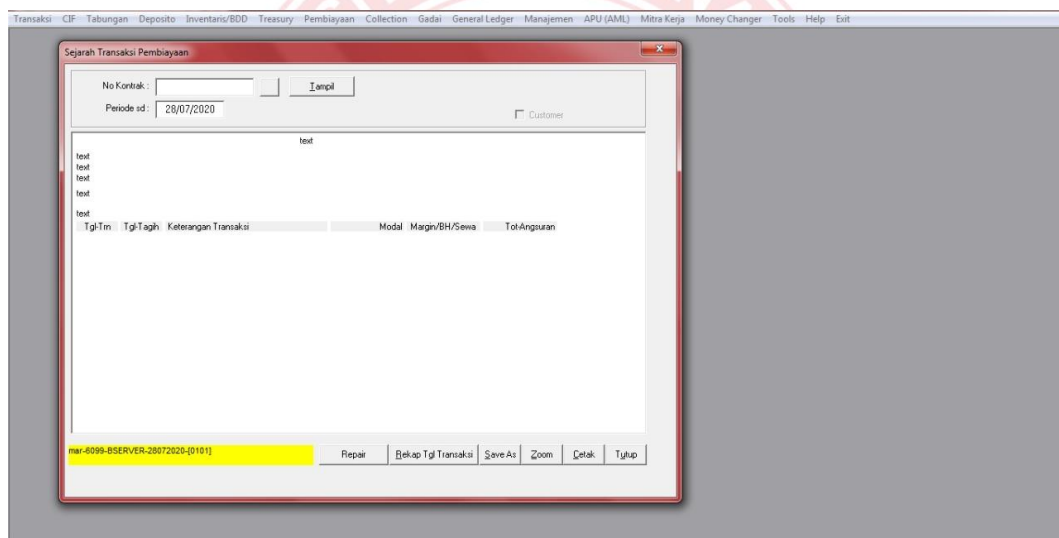 Transaksi CIF Tabungan Deposito Inventaris/BDD Treasury Pembiayaan Collection Gadai General Ledger Manajemen APU (AML) Mitra Kerja Money Changer Tools Help Exit
Sejarah Transaksi Pembiayaan
No Kontrak : Tampil
Periode sd : 28/07/2020 Customer
text
text
text
text
text
text
Tgl-Trn Tgl-Tagih Keterangan Transaksi Modal Margin/BH/Sewa Tot-Angsuran
mar-6099-BSERVER-28072020-[0101] Repair Rekap Tgl Transaksi Save As Zoom Cetak Tutup